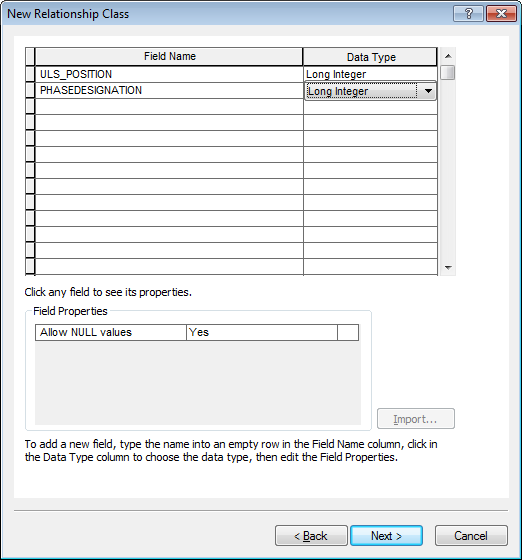 New Relationship Class
?
Field Name Data Type
ULS_POSITION Long Integer
PHASEDESIGNATION Long Integer
Click any field to see its properties.
Field Properties
Allow NULL values Yes
Import...
To add a new field, type the name into an empty row in the Field Name column, click in
the Data Type column to choose the data type, then edit the Field Properties.
< Back Next > Cancel